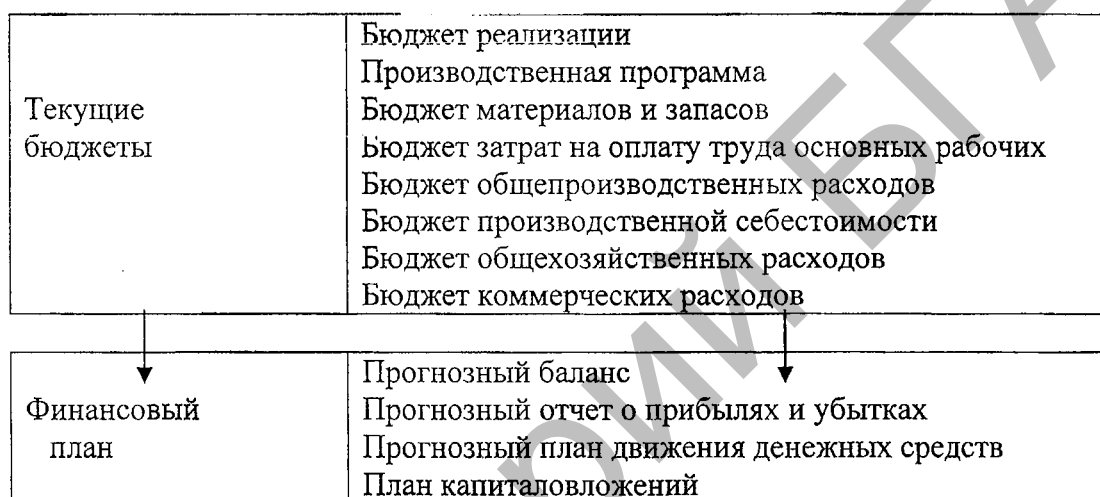 Бюджет реализации
Производственная программа
Текущие Бюджет материалов и запасов
бюджеты Бюджет затрат на оплату труда основных рабочих
Бюджет общепроизводственных расходов
Бюджет производственной себестоимости
Бюджет общехозяйственных расходов
Бюджет коммерческих расходов
Прогнозный баланс
Финансовый Прогнозный отчет о прибылях и убытках
план Прогнозный план движения денежных средств
План капиталовложений